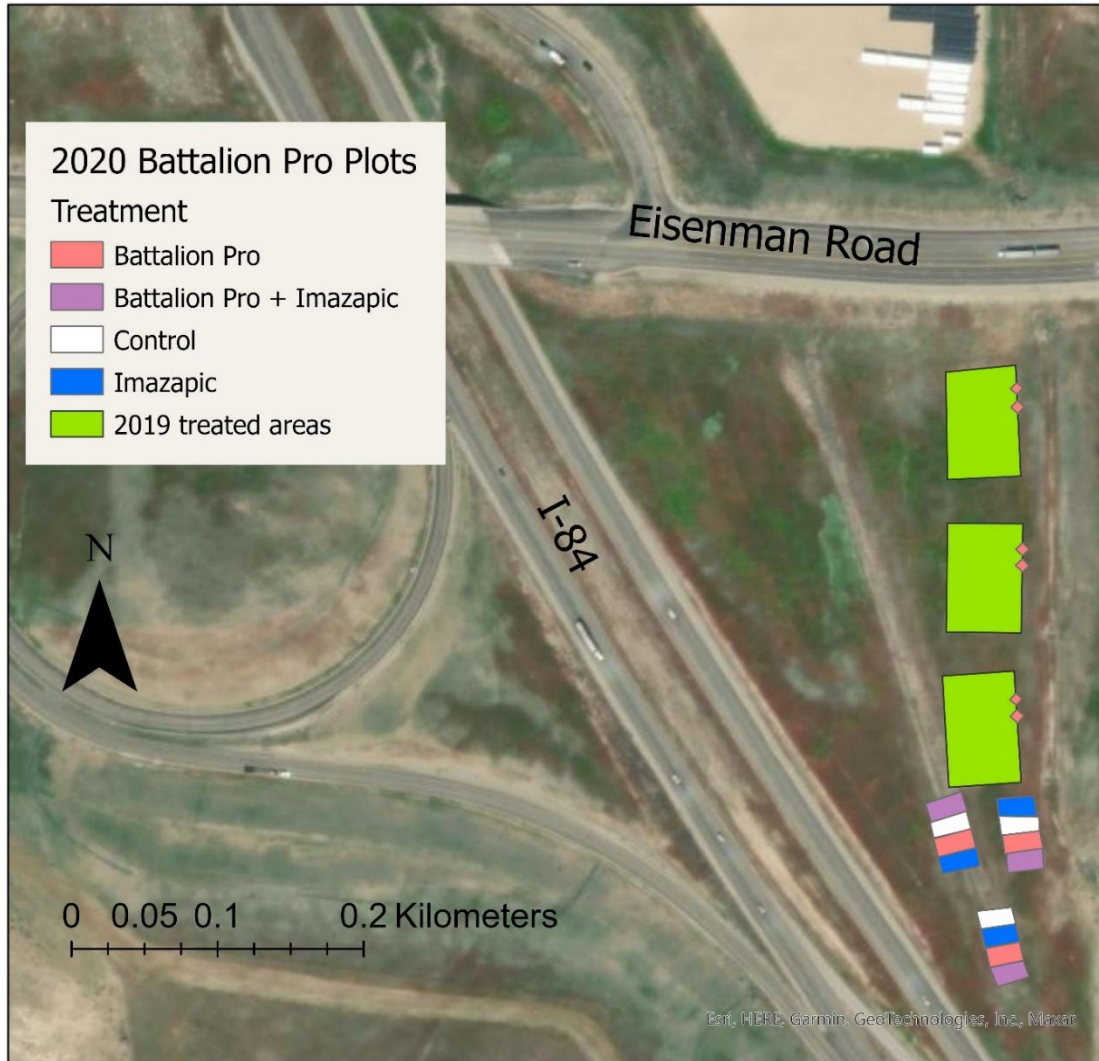 2020 Battalion Pro Plots
Treatment
Battalion Pro
Battalion Pro + Imazapic
Control
Imazapic
2019 treated areas
Eisenman Road
I-84
N
0 0.05 0.1 0.2 Kilometers
Esri, HERE, Garmin, GeoTechnologies, Inc., Maxar